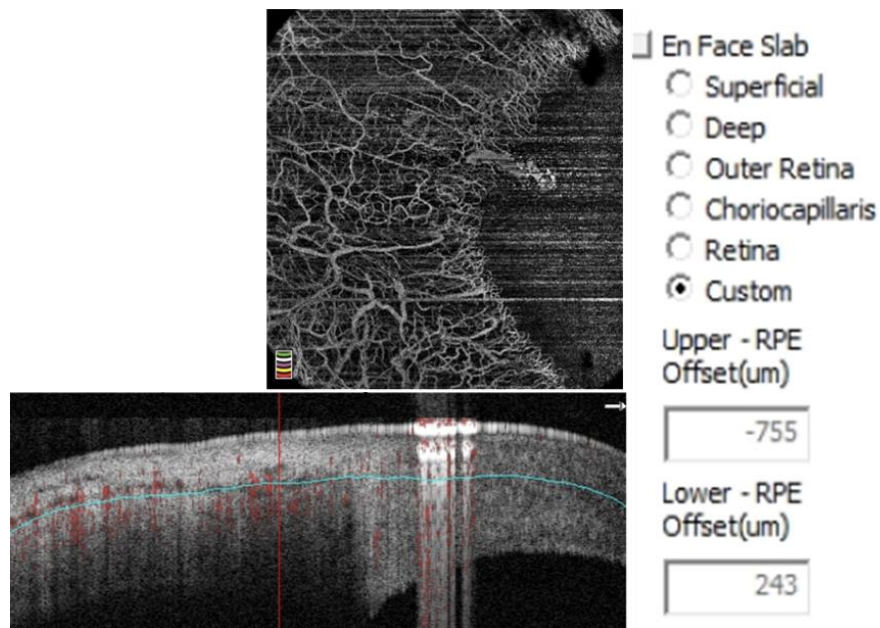 En Face Slab
Superficial
Deep
Outer Retina
Choriocapillaris
Retina
Custom
Upper - RPE
Offset(um)
-755
Lower - RPE
Offset(um)
243